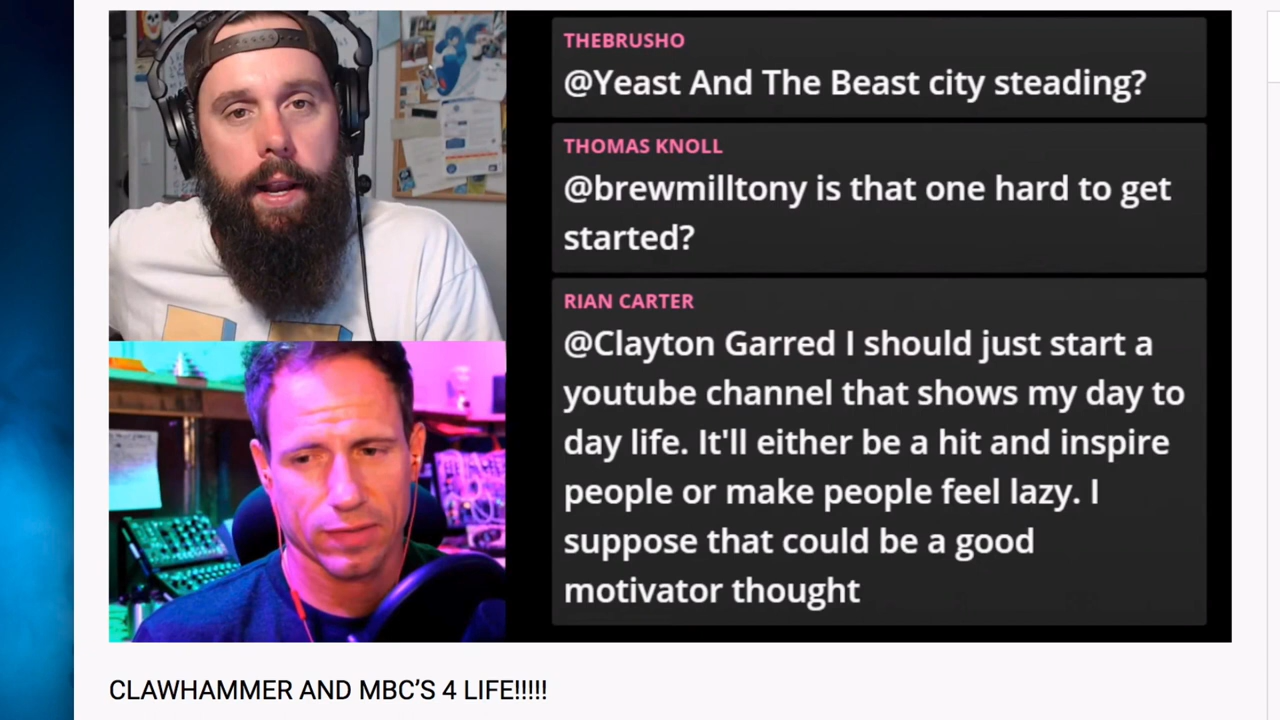 THEBRUSHO
@Yeast And The Beast city steading?
THOMAS KNOLL
@brewmilltony is that one hard to get
started?
RIAN CARTER
@Clayton Garred I should just start a
youtube channel that shows my day to
day life. It'll either be a hit and inspire
people or make people feel lazy. I
suppose that could be a good
motivator thought
CLAWHAMMER AND MBC’S 4 LIFE!!!!!